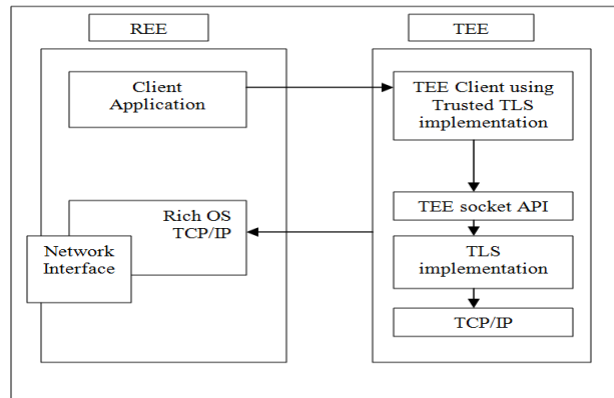 REE
TEE
Client
Application
TEE Client using
Trusted TLS
implementation
Rich OS
TCP/IP
Network
Interface
TEE socket API
TLS
implementation
TCP/IP